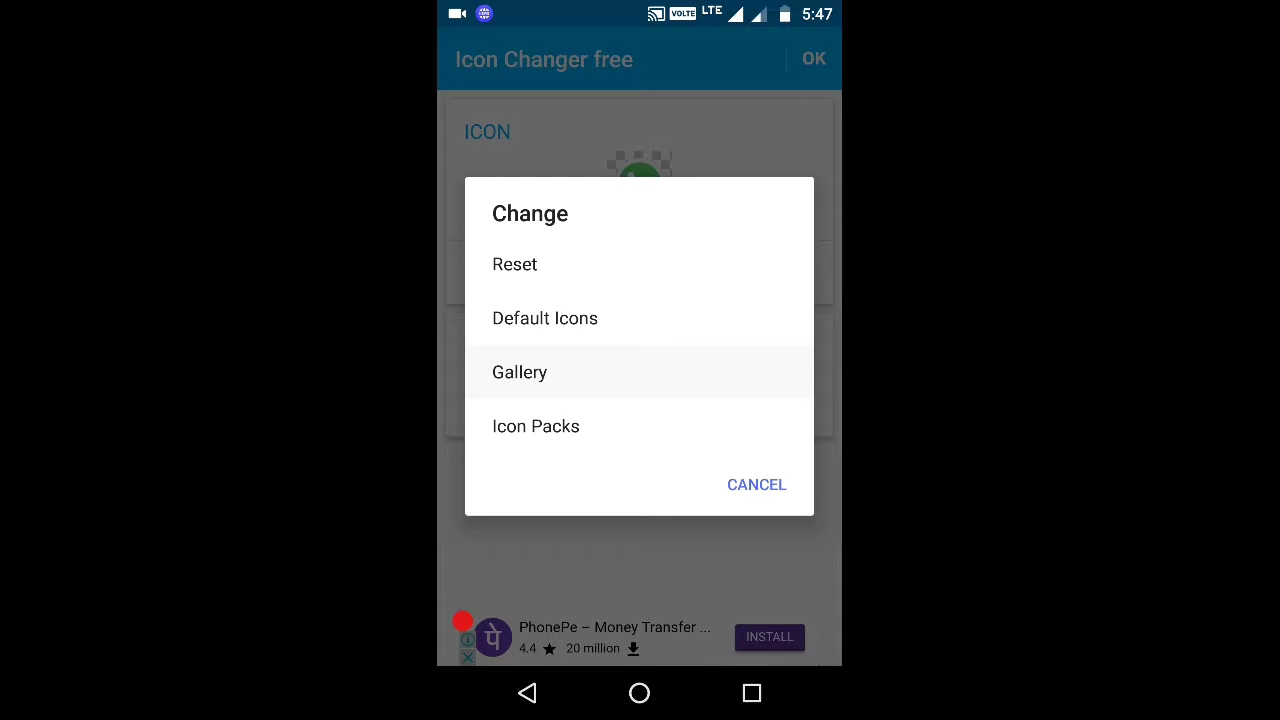 VOLTE LTE 5:47
Icon Changer free OK
ICON
Change
Reset
Default Icons
Gallery
Icon Packs
CANCEL
पे
PhonePe – Money Transfer ...
4.4 20 million
INSTALL